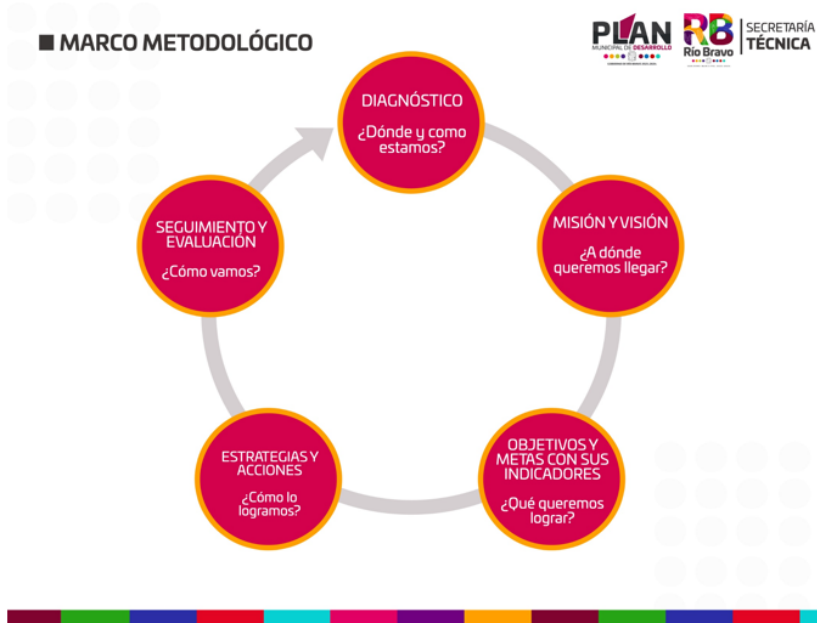 MARCO METODOLÓGICO
PLAN
MUNICIPAL DE DESARROLLO
RB
Río Bravo
SECRETARÍA
TÉCNICA
DIAGNÓSTICO
¿Dónde y como
estamos?
MISIÓN Y VISIÓN
¿A dónde
queremos llegar?
OBJETIVOS Y
METAS CON SUS
INDICADORES
¿Qué queremos
lograr?
ESTRATEGIAS Y
ACCIONES
¿Cómo lo
logramos?
SEGUIMIENTO Y
EVALUACIÓN
¿Cómo vamos?